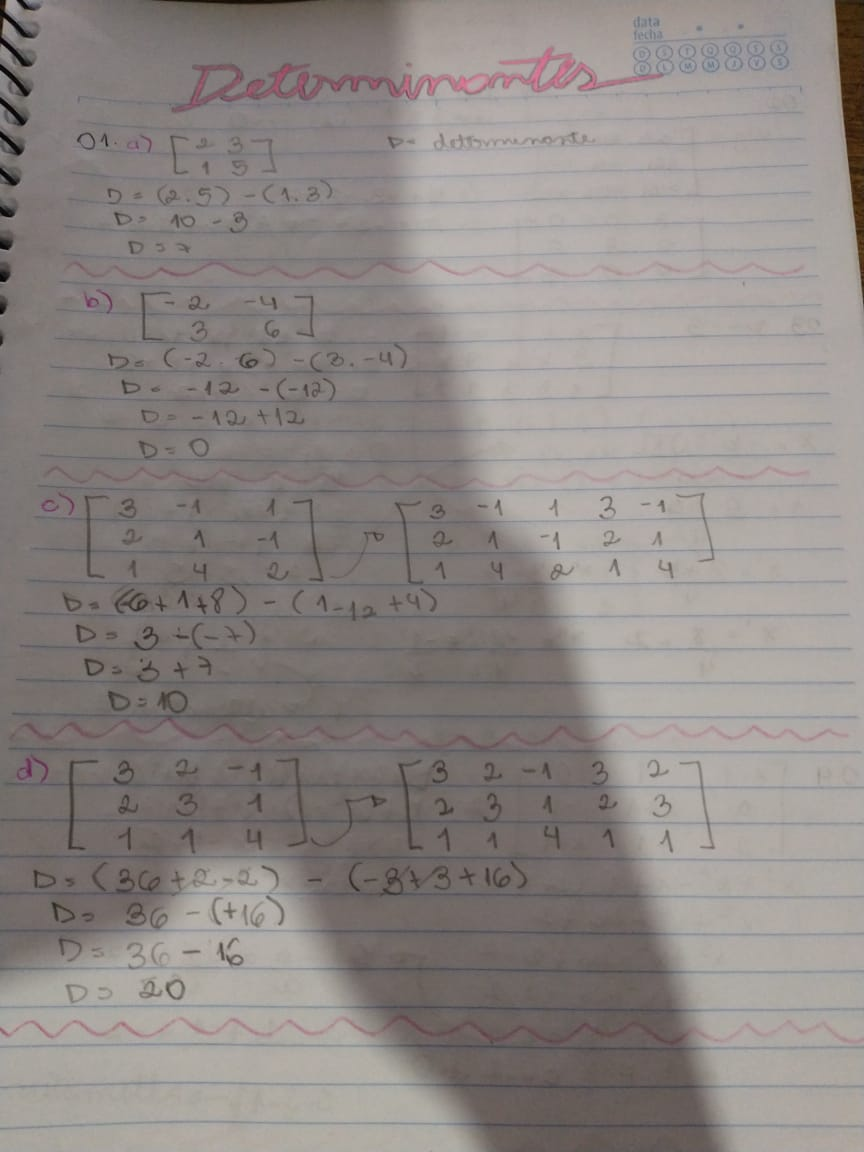 data
fecha
D S T Q Q S S
D L M M J V S
Determinantes
01. a) [ 2 3 ] D= determinante
[ 1 5 ]
D = (2.5) - (1.3)
D= 10 - 3
D = 7
b) [ -2 -4 ]
[ 3 6 ]
D= (-2. 6) - (3. -4)
D= -12 - (-12)
D= -12 +12
D= 0
c) [ 3 -1 1 ] [ 3 -1 1 3 -1 ]
[ 2 1 -1 ] → [ 2 1 -1 2 1 ]
[ 1 4 2 ] [ 1 4 2 1 4 ]
D= (6+1+8) - (1-12+4)
D= 3 - (-7)
D= 3 + 7
D= 10
d) [ 3 2 -1 ] [ 3 2 -1 3 2 ]
[ 2 3 1 ] → [ 2 3 1 2 3 ]
[ 1 1 4 ] [ 1 1 4 1 1 ]
D= (36+2-2) - (-3+3+16)
D= 36 - (+16)
D= 36 - 16
D= 20